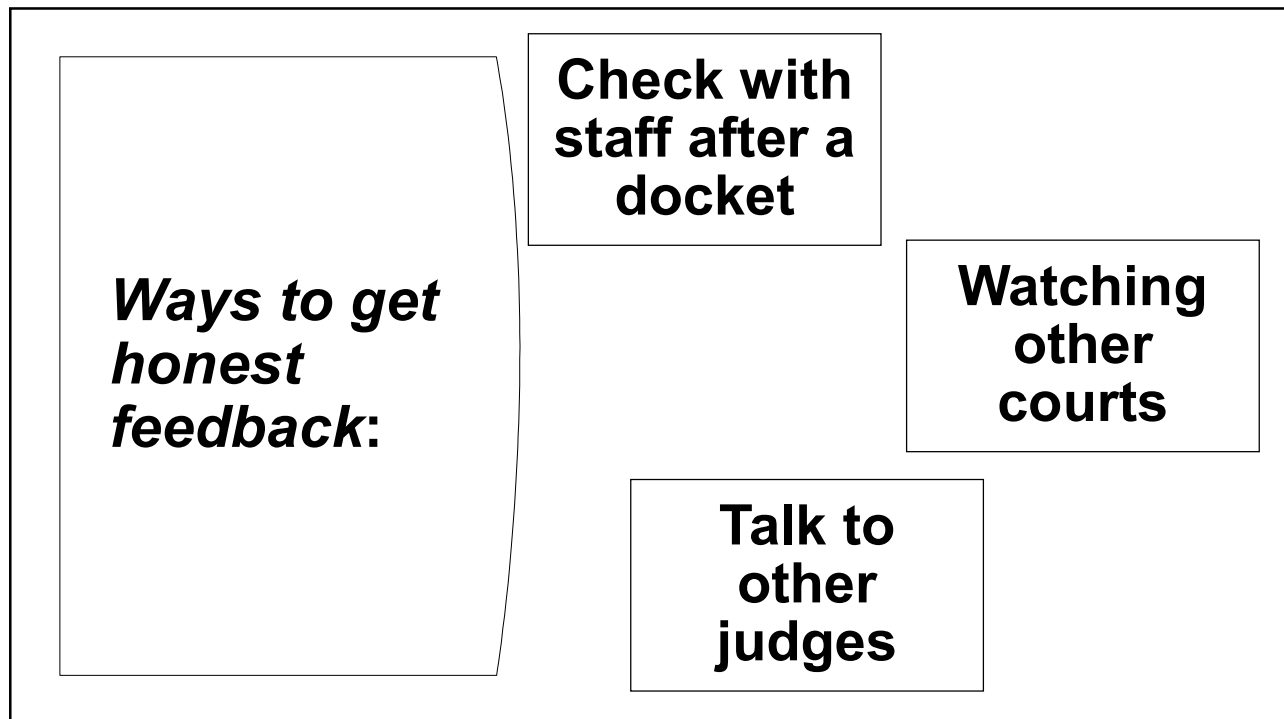 Ways to get
honest
feedback:
Check with
staff after a
docket
Watching
other
courts
Talk to
other
judges